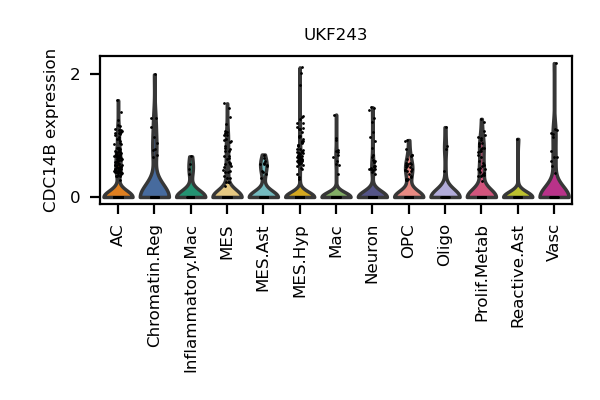 UKF243
CDC14B expression
2
0
AC
Chromatin.Reg
Inflammatory.Mac
MES
MES.Ast
MES.Hyp
Mac
Neuron
OPC
Oligo
Prolif.Metab
Reactive.Ast
Vasc